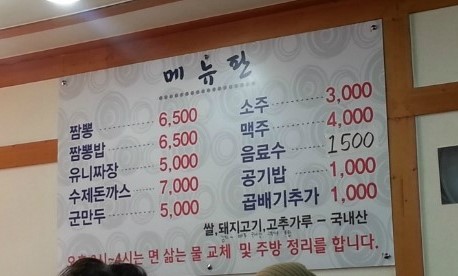 메뉴판
짬뽕 6,500
짬뽕밥 6,500
유니짜장 5,000
수제돈까스 7,000
군만두 5,000
소주 3,000
맥주 4,000
음료수 1500
공기밥 1,000
곱배기추가 1,000
쌀,돼지고기,고추가루 - 국내산
~4시는 면 삶는 물 교체 및 주방 정리를 합니다.